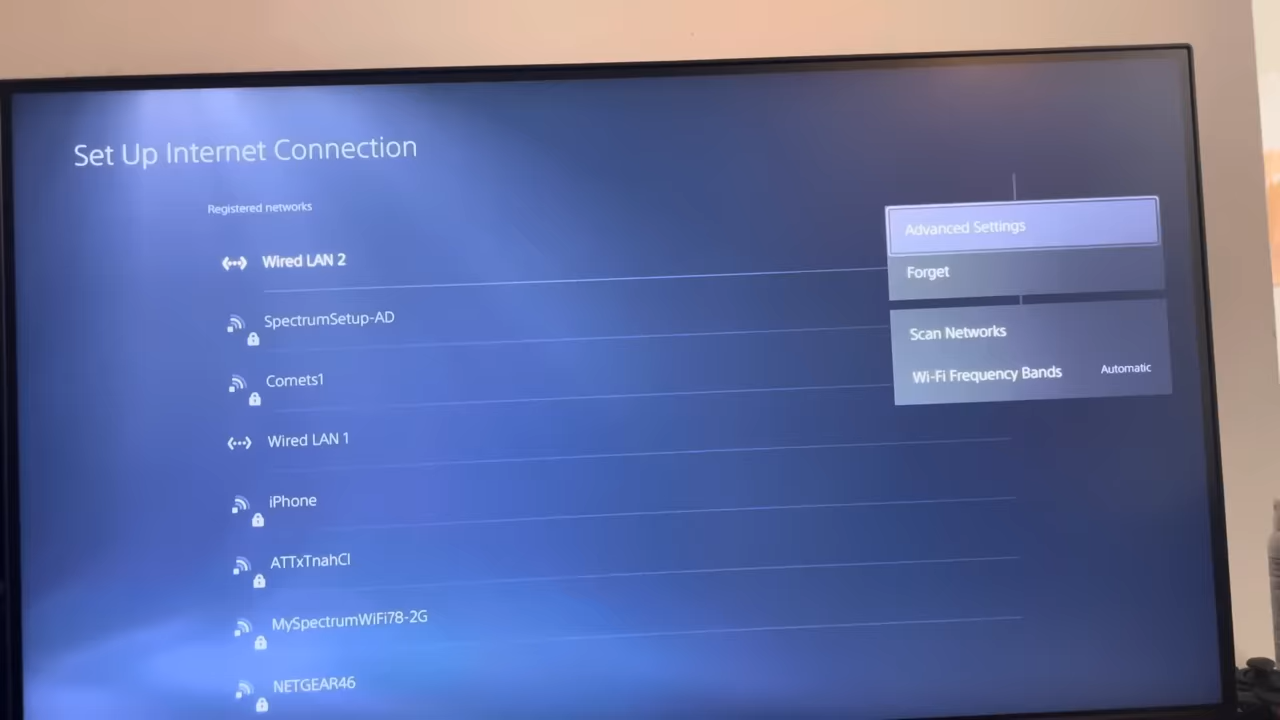 Set Up Internet Connection
Registered networks
Wired LAN 2
SpectrumSetup-AD
Comets1
Wired LAN 1
iPhone
ATTxTnahCI
MySpectrumWiFi78-2G
NETGEAR46
Advanced Settings
Forget
Scan Networks
Wi-Fi Frequency Bands Automatic